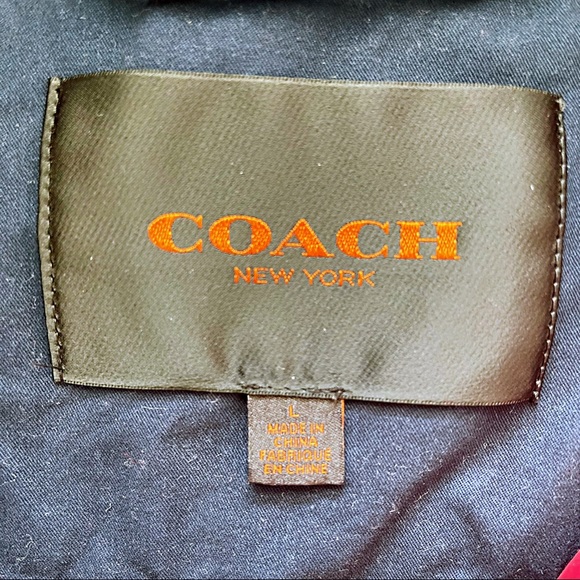 COACH
NEW YORK
L
MADE IN
CHINA
FABRIQUÉ
EN CHINE